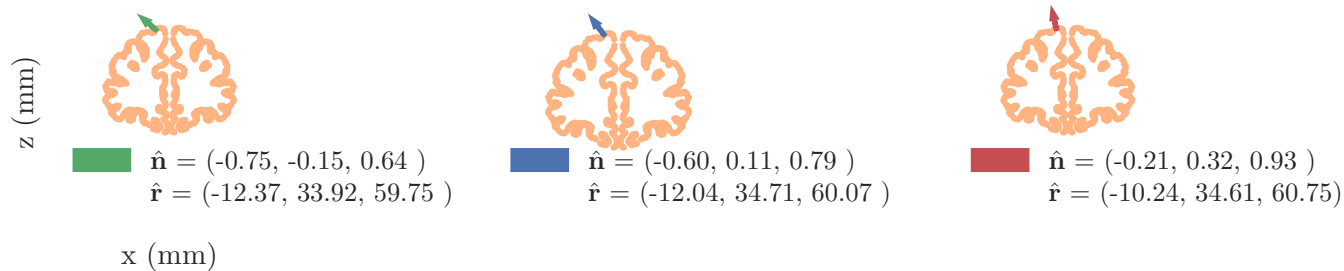 z (mm)
n̂ = (-0.75, -0.15, 0.64 )
r̂ = (-12.37, 33.92, 59.75 )
n̂ = (-0.60, 0.11, 0.79 )
r̂ = (-12.04, 34.71, 60.07 )
n̂ = (-0.21, 0.32, 0.93 )
r̂ = (-10.24, 34.61, 60.75)
x (mm)